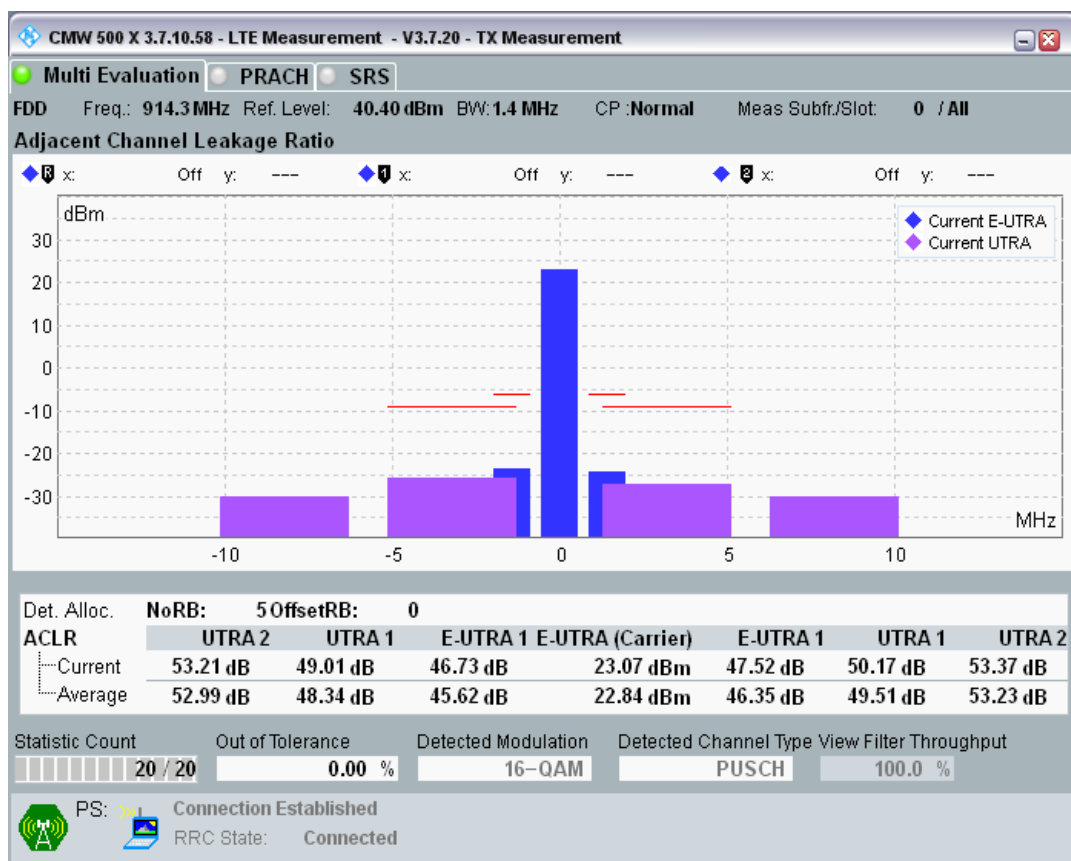 CMW 500 X 3.7.10.58 - LTE Measurement - V3.7.20 - TX Measurement
Multi Evaluation PRACH SRS
FDD Freq.: 914.3 MHz Ref. Level: 40.40 dBm BW: 1.4 MHz CP :Normal Meas Subfr./Slot: 0 / All
Adjacent Channel Leakage Ratio
R x: Off y: --- 1 x: Off y: --- 2 x: Off y: ---
dBm
Current E-UTRA
Current UTRA
30
20
10
0
-10
-20
-30
MHz
-10 -5 0 5 10
Det. Alloc. NoRB: 5 OffsetRB: 0
ACLR UTRA 2 UTRA 1 E-UTRA 1 E-UTRA (Carrier) E-UTRA 1 UTRA 1 UTRA 2
Current 53.21 dB 49.01 dB 46.73 dB 23.07 dBm 47.52 dB 50.17 dB 53.37 dB
Average 52.99 dB 48.34 dB 45.62 dB 22.84 dBm 46.35 dB 49.51 dB 53.23 dB
Statistic Count Out of Tolerance Detected Modulation Detected Channel Type View Filter Throughput
20 / 20 0.00 % 16-QAM PUSCH 100.0 %
PS: Connection Established
RRC State: Connected